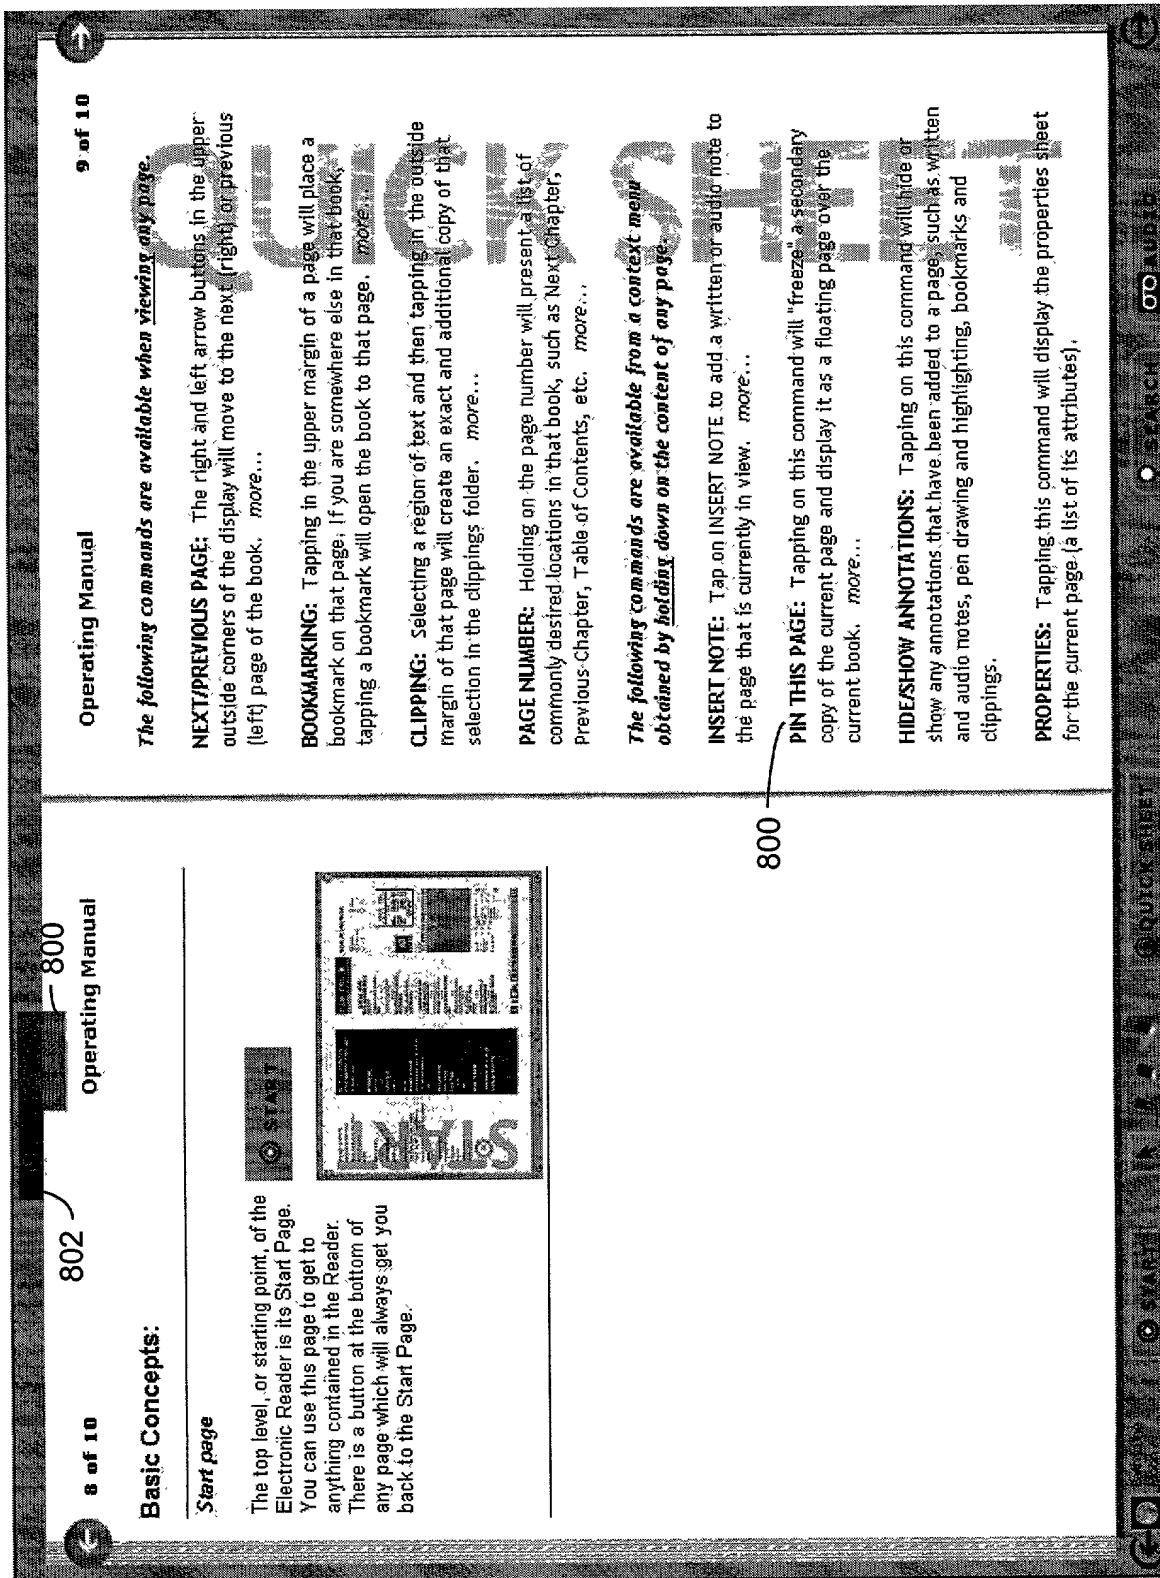 8 of 10
802
800
Operating Manual
Basic Concepts:
Start page
The top level, or starting point, of the
Electronic Reader is its Start Page.
You can use this page to get to
anything contained in the Reader.
There is a button at the bottom of
any page which will always get you
back to the Start Page.
START
START
Operating Manual
9 of 10
QUICK SHEET
The following commands are available when viewing any page.
NEXT/PREVIOUS PAGE: The right and left arrow buttons in the upper
outside corners of the display will move to the next (right) or previous
(left) page of the book. more...
BOOKMARKING: Tapping in the upper margin of a page will place a
bookmark on that page. If you are somewhere else in that book,
tapping a bookmark will open the book to that page. more...
CLIPPING: Selecting a region of text and then tapping in the outside
margin of that page will create an exact and additional copy of that
selection in the clippings folder. more...
PAGE NUMBER: Holding on the page number will present a list of
commonly desired locations in that book, such as Next Chapter,
Previous Chapter, Table of Contents, etc. more...
The following commands are available from a context menu
obtained by holding down on the content of any page.
INSERT NOTE: Tap on INSERT NOTE to add a written or audio note to
the page that is currently in view. more...
800
PIN THIS PAGE: Tapping on this command will "freeze" a secondary
copy of the current page and display it as a floating page over the
current book. more...
HIDE/SHOW ANNOTATIONS: Tapping on this command will hide or
show any annotations that have been added to a page, such as written
and audio notes, pen drawing and highlighting, bookmarks and
clippings.
PROPERTIES: Tapping this command will display the properties sheet
for the current page (a list of its attributes).
START
QUICK SHEET
SEARCH
AUDIO